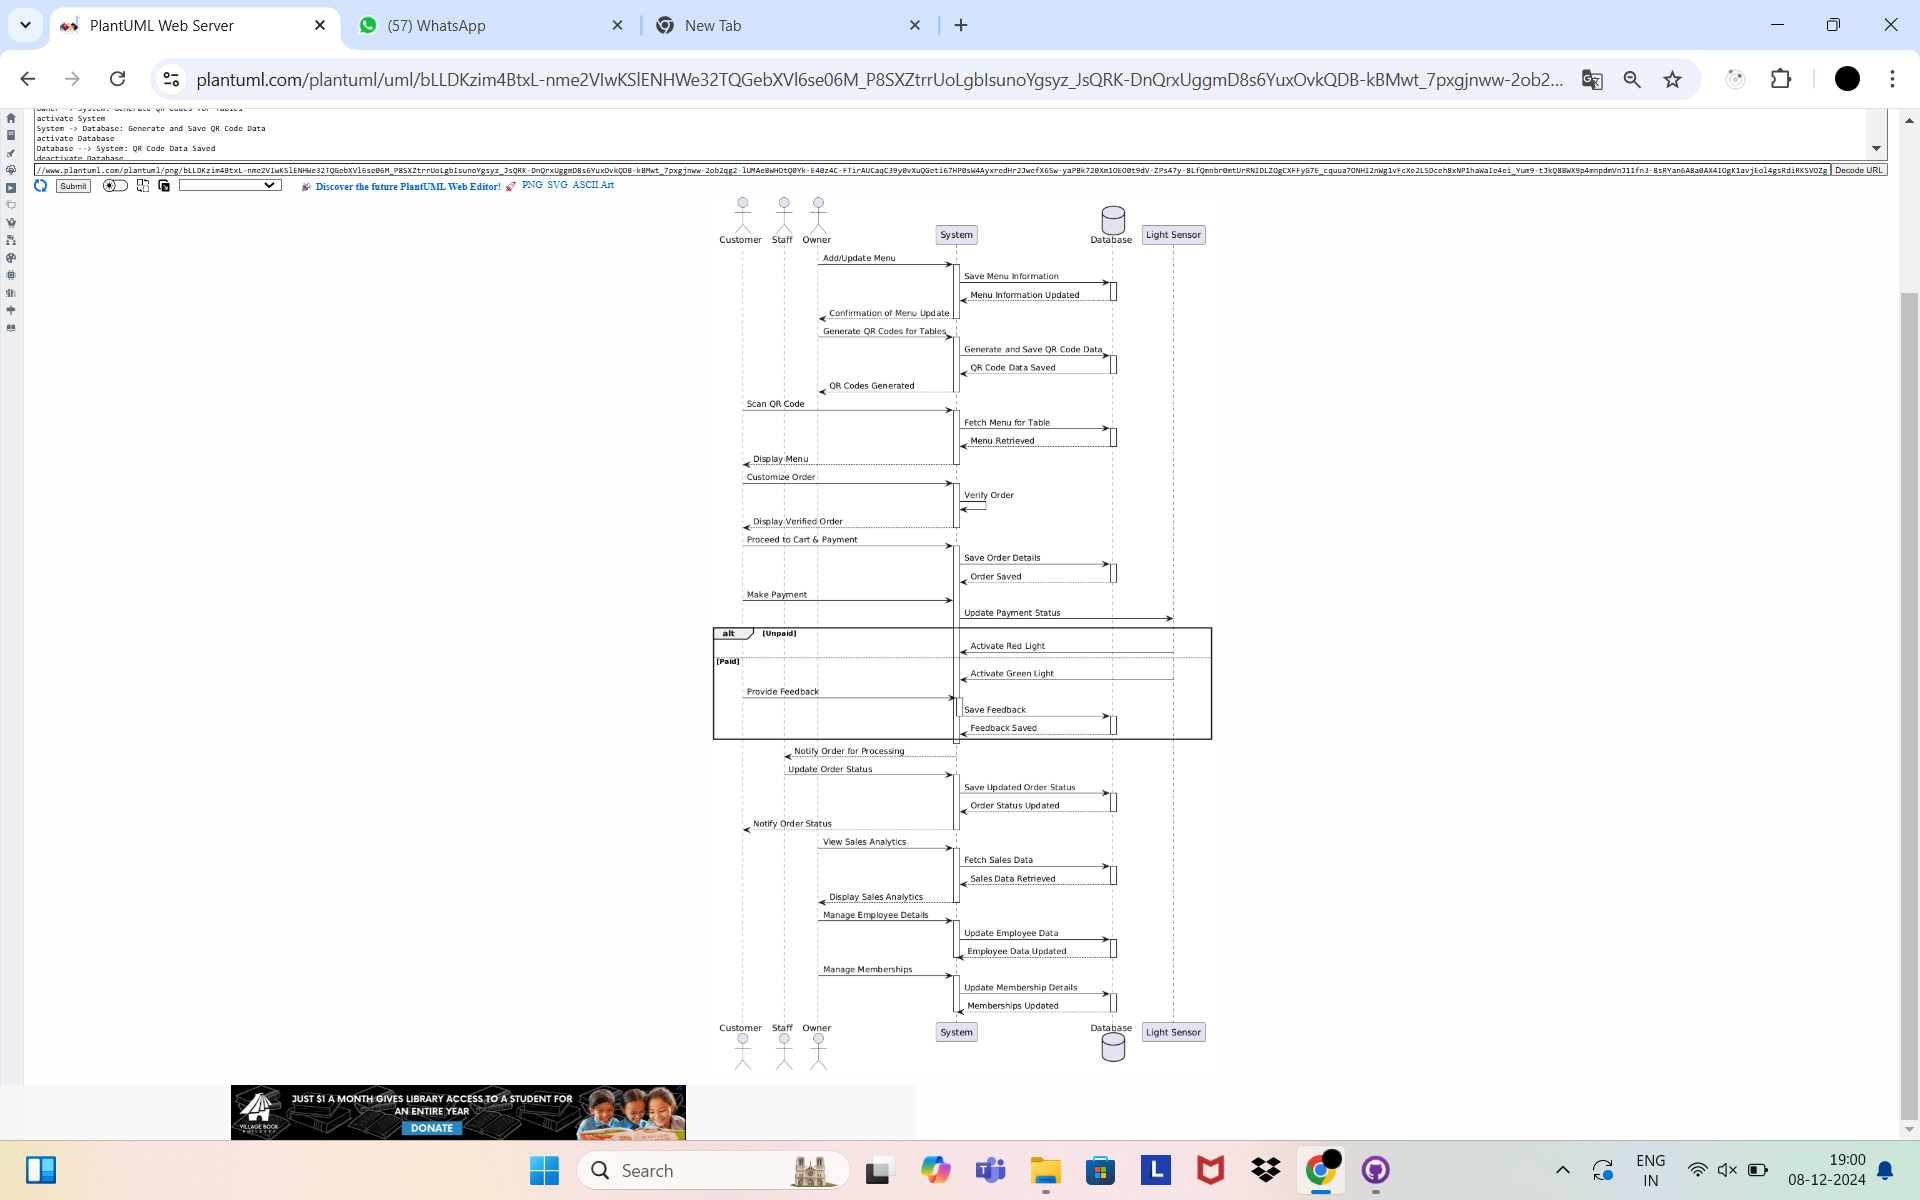 PlantUML Web Server
(57) WhatsApp
New Tab
activate System
System -> Database: Generate and Save QR Code Data
activate Database
Database --> System: QR Code Data Saved
deactivate Database
Decode URL
Submit
Discover the future PlantUML Web Editor!
PNG SVG ASCII Art
Customer Staff Owner System Database Light Sensor
Add/Update Menu
Save Menu Information
Menu Information Updated
Confirmation of Menu Update
Generate QR Codes for Tables
Generate and Save QR Code Data
QR Code Data Saved
QR Codes Generated
Scan QR Code
Fetch Menu for Table
Menu Retrieved
Display Menu
Customize Order
Verify Order
Display Verified Order
Proceed to Cart & Payment
Save Order Details
Order Saved
Make Payment
Update Payment Status
alt [Unpaid]
Activate Red Light
[Paid]
Activate Green Light
Provide Feedback
Save Feedback
Feedback Saved
Notify Order for Processing
Update Order Status
Save Updated Order Status
Order Status Updated
Notify Order Status
View Sales Analytics
Fetch Sales Data
Sales Data Retrieved
Display Sales Analytics
Manage Employee Details
Update Employee Data
Employee Data Updated
Manage Memberships
Update Membership Details
Memberships Updated
Customer Staff Owner System Database Light Sensor
JUST $1 A MONTH GIVES LIBRARY ACCESS TO A STUDENT FOR
AN ENTIRE YEAR
DONATE
VILLAGE BOOK
BUILDERS
Search
L
ENG
IN
19:00
08-12-2024